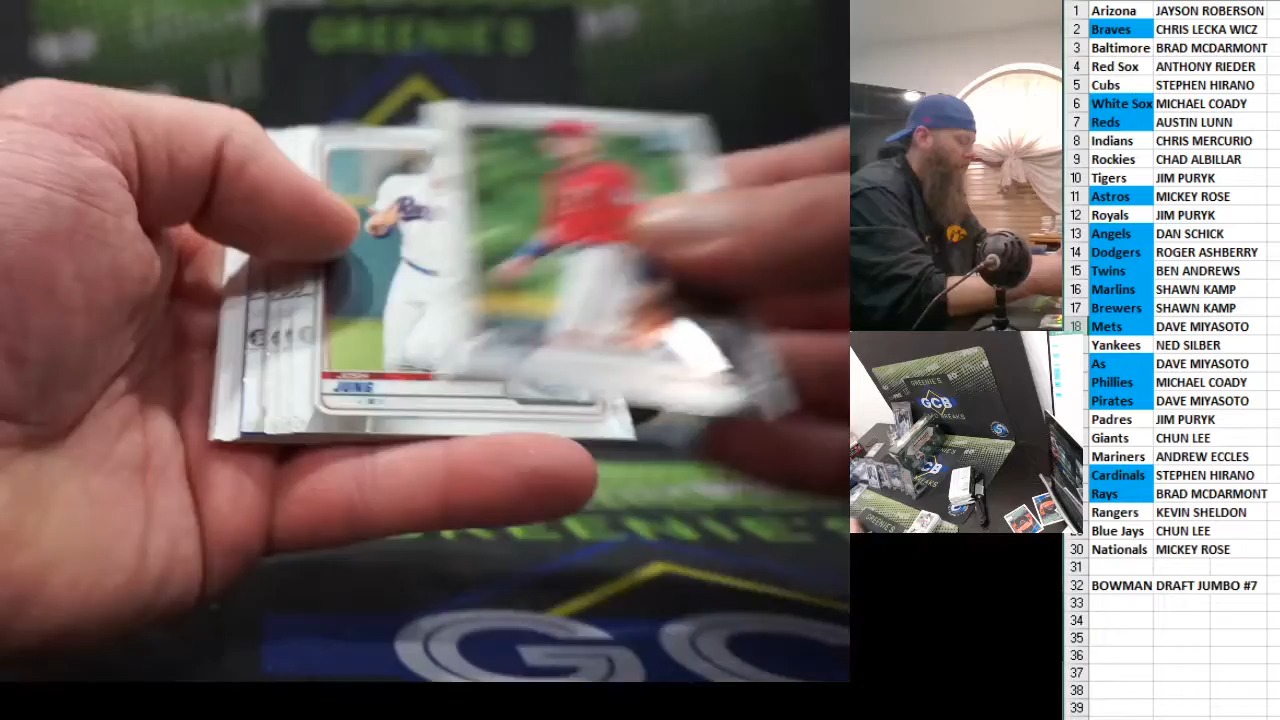 GREENIE'S
JOSH
JUNG
GREENIE'S
GC
GREENIE'S
GCB
1 Arizona JAYSON ROBERSON
2 Braves CHRIS LECKA WICZ
3 Baltimore BRAD MCDARMONT
4 Red Sox ANTHONY RIEDER
5 Cubs STEPHEN HIRANO
6 White Sox MICHAEL COADY
7 Reds AUSTIN LUNN
8 Indians CHRIS MERCURIO
9 Rockies CHAD ALBILLAR
10 Tigers JIM PURYK
11 Astros MICKEY ROSE
12 Royals JIM PURYK
13 Angels DAN SCHICK
14 Dodgers ROGER ASHBERRY
15 Twins BEN ANDREWS
16 Marlins SHAWN KAMP
17 Brewers SHAWN KAMP
18 Mets DAVE MIYASOTO
Yankees NED SILBER
As DAVE MIYASOTO
Phillies MICHAEL COADY
Pirates DAVE MIYASOTO
Padres JIM PURYK
Giants CHUN LEE
Mariners ANDREW ECCLES
Cardinals STEPHEN HIRANO
Rays BRAD MCDARMONT
Rangers KEVIN SHELDON
Blue Jays CHUN LEE
30 Nationals MICKEY ROSE
31
32 BOWMAN DRAFT JUMBO #7
33
34
35
36
37
38
39